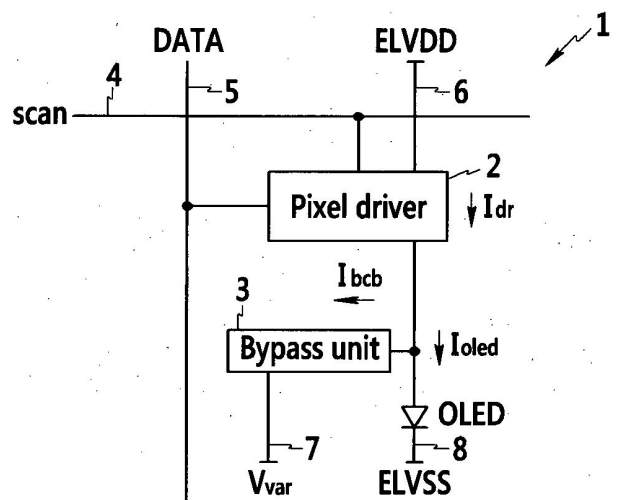 DATA
ELVDD
1
4
5
6
scan
2
Pixel driver
Idr
Ibcb
3
Bypass unit
Ioled
OLED
7
8
Vvar
ELVSS